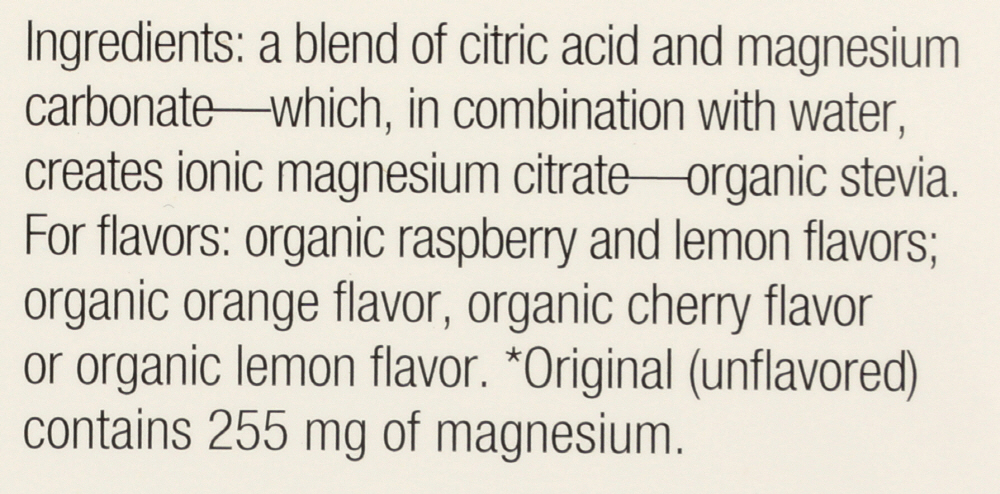 Ingredients: a blend of citric acid and magnesium
carbonate—which, in combination with water,
creates ionic magnesium citrate—organic stevia.
For flavors: organic raspberry and lemon flavors;
organic orange flavor, organic cherry flavor
or organic lemon flavor. *Original (unflavored)
contains 255 mg of magnesium.